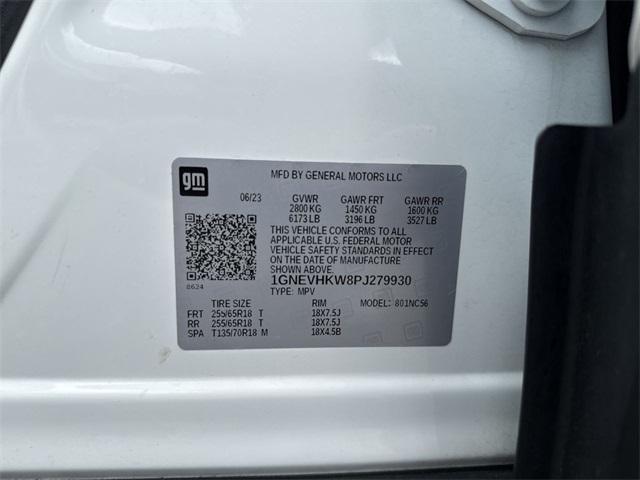 gm
MFD BY GENERAL MOTORS LLC
06/23 GVWR GAWR FRT GAWR RR
2800 KG 1450 KG 1600 KG
6173 LB 3196 LB 3527 LB
THIS VEHICLE CONFORMS TO ALL
APPLICABLE U.S. FEDERAL MOTOR
VEHICLE SAFETY STANDARDS IN EFFECT
ON THE DATE OF MANUFACTURE
SHOWN ABOVE.
8624
1GNEVHKW8PJ279930
TYPE: MPV MODEL: 801NC56
TIRE SIZE RIM
FRT 255/65R18 T 18X7.5J
RR 255/65R18 T 18X7.5J
SPA T135/70R18 M 18X4.5B